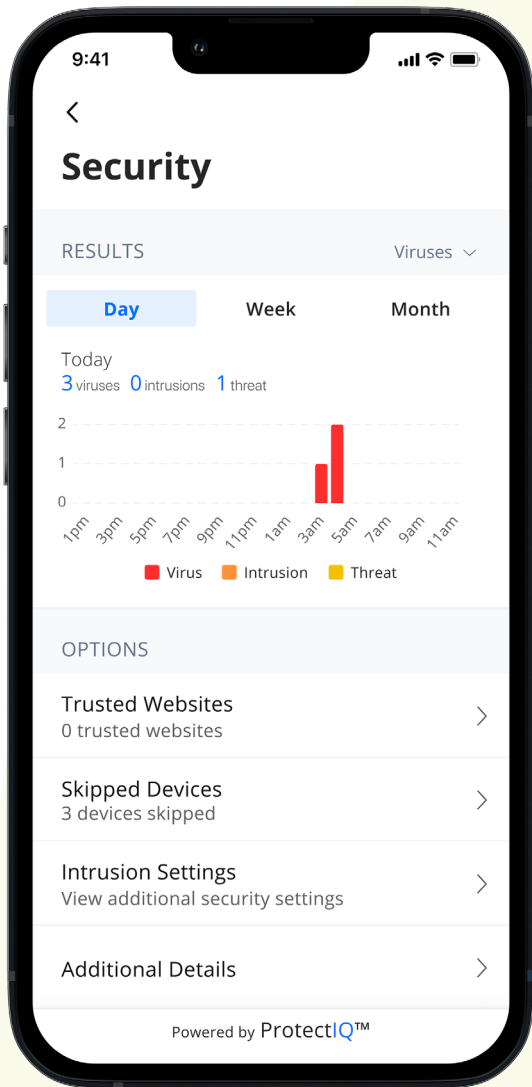 9:41
Security
RESULTS
Viruses
Day Week Month
Today
3 viruses 0 intrusions 1 threat
2
1
0
1pm 3pm 5pm 7pm 9pm 11pm 1am 3am 5am 7am 9am 11am
Virus Intrusion Threat
OPTIONS
Trusted Websites
0 trusted websites
Skipped Devices
3 devices skipped
Intrusion Settings
View additional security settings
Additional Details
Powered by ProtectIQ™